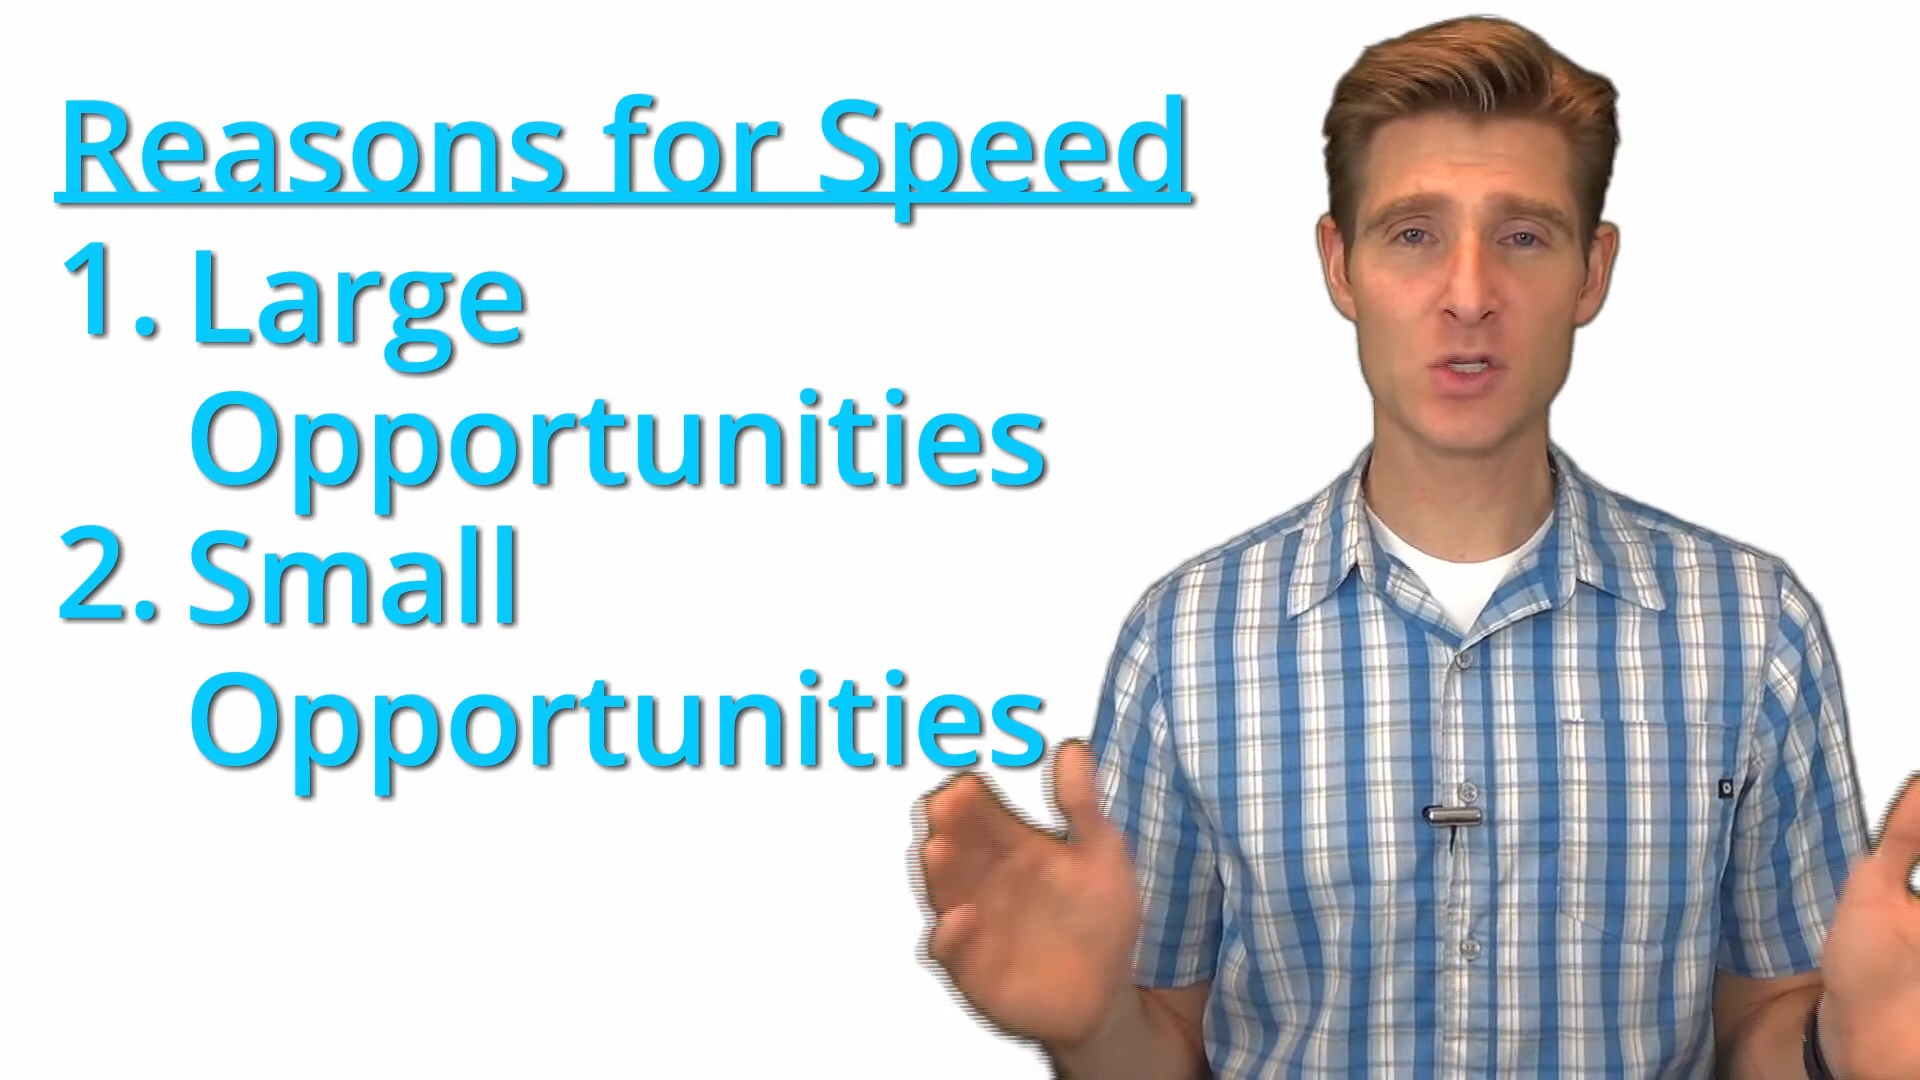 Reasons for Speed
1. Large
Opportunities
2. Small
Opportunities